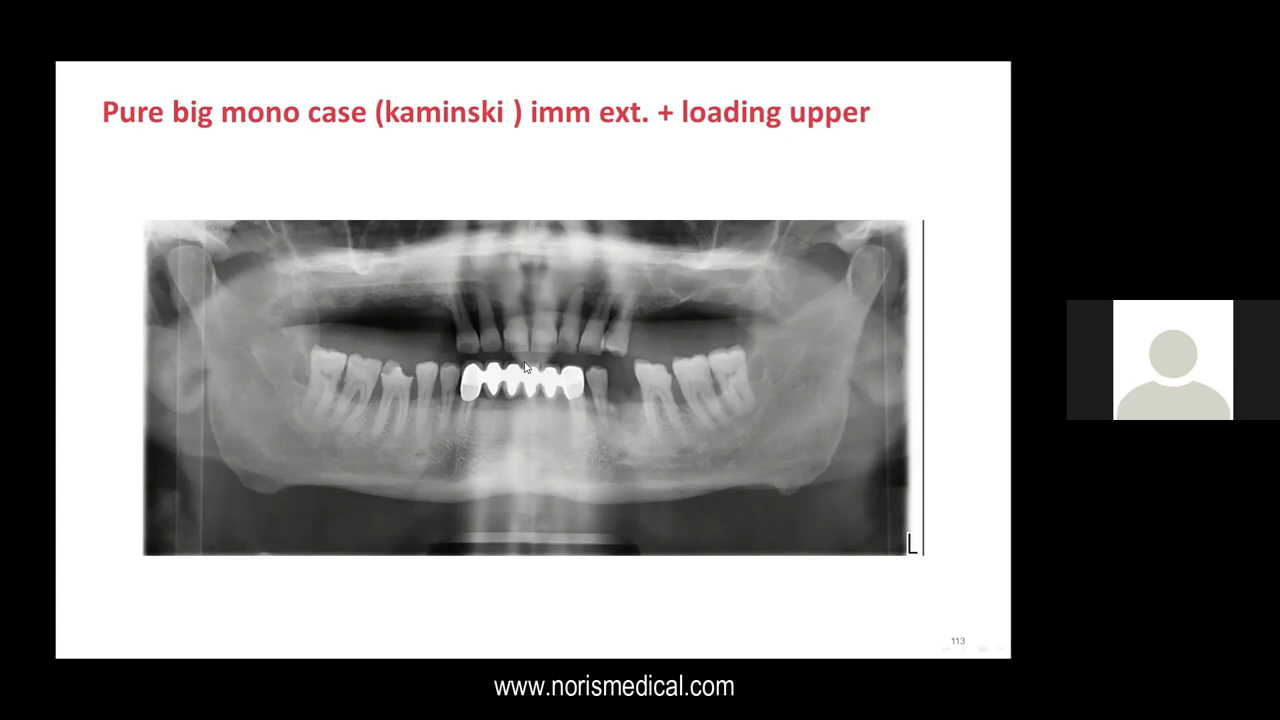 Pure big mono case (kaminski ) imm ext. + loading upper
L
113
www.norismedical.com